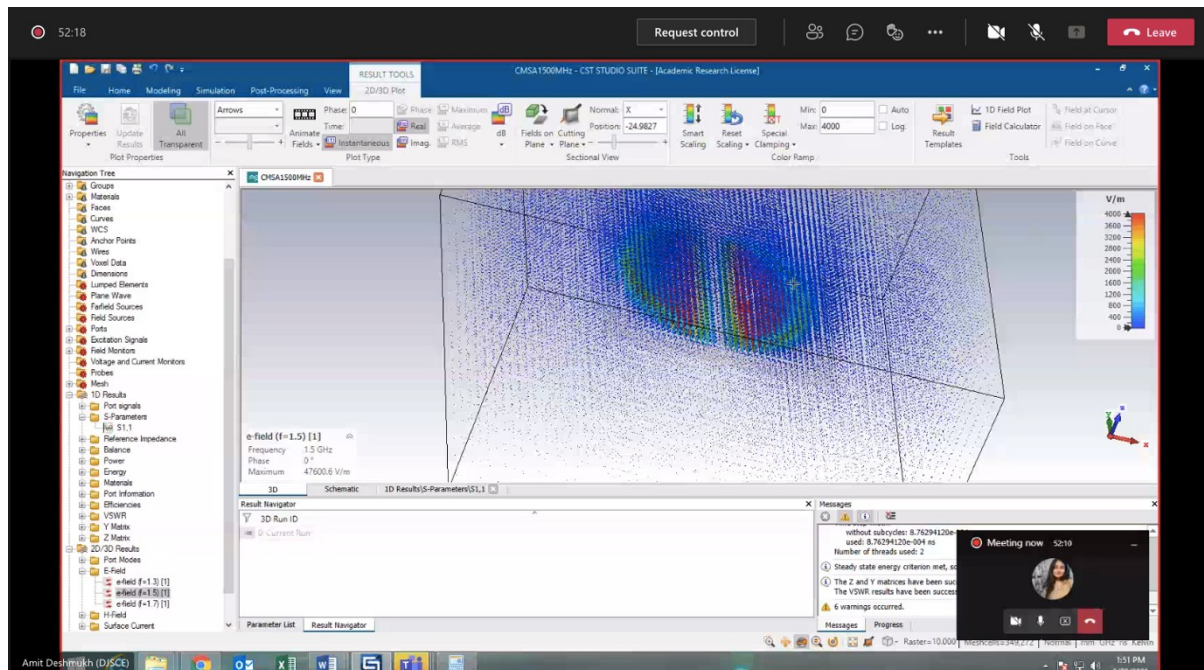 52:18
Request control
Leave
CMSA1500MHz - CST STUDIO SUITE - [Academic Research License]
RESULT TOOLS
File Home Modeling Simulation Post-Processing View 2D/3D Plot
Properties
Update Results
All Transparent
Plot Properties
Arrows
Animate Fields
Phase: 0
Time:
Instantaneous
Phase
Real
Imag.
Maximum
Average
RMS
dB
Plot Type
Fields on Plane
Cutting Plane
Normal: X
Position: -24.9827
Sectional View
Smart Scaling
Reset Scaling
Special Clamping
Min: 0
Max: 4000
Auto
Log.
Color Ramp
Result Templates
1D Field Plot
Field Calculator
Field at Cursor
Field on Face
Field on Curve
Tools
Navigation Tree
Groups
Materials
Faces
Curves
WCS
Anchor Points
Wires
Voxel Data
Dimensions
Lumped Elements
Plane Wave
Farfield Sources
Field Sources
Ports
Excitation Signals
Field Monitors
Voltage and Current Monitors
Probes
Mesh
1D Results
Port signals
S-Parameters
S1.1
Reference Impedance
Balance
Power
Energy
Materials
Port Information
Efficiencies
VSWR
Y Matrix
Z Matrix
2D/3D Results
Port Modes
E-Field
e-field (f=1.3) [1]
e-field (f=1.5) [1]
e-field (f=1.7) [1]
H-Field
Surface Current
CMSA1500MHz
V/m
4000
3600
3200
2800
2400
2000
1600
1200
800
400
0
e-field (f=1.5) [1]
Frequency 1.5 GHz
Phase 0 °
Maximum 47600.6 V/m
3D Schematic 1D Results\S-Parameters\S1,1
Result Navigator
3D Run ID
0: Current Run
Parameter List Result Navigator
Messages
without subcycles: 8.76294120e-
used: 8.76294120e-004 ns
Number of threads used: 2
Steady state energy criterion met,
The Z and Y matrices have been
The VSWR results have been
6 warnings occurred.
Messages Progress
Meeting now 52:10
Raster=10.000 Meshcells=349,272 Normal mm GHz ns Kelvin
Amit Deshmukh (DJSCE)
1:51 PM